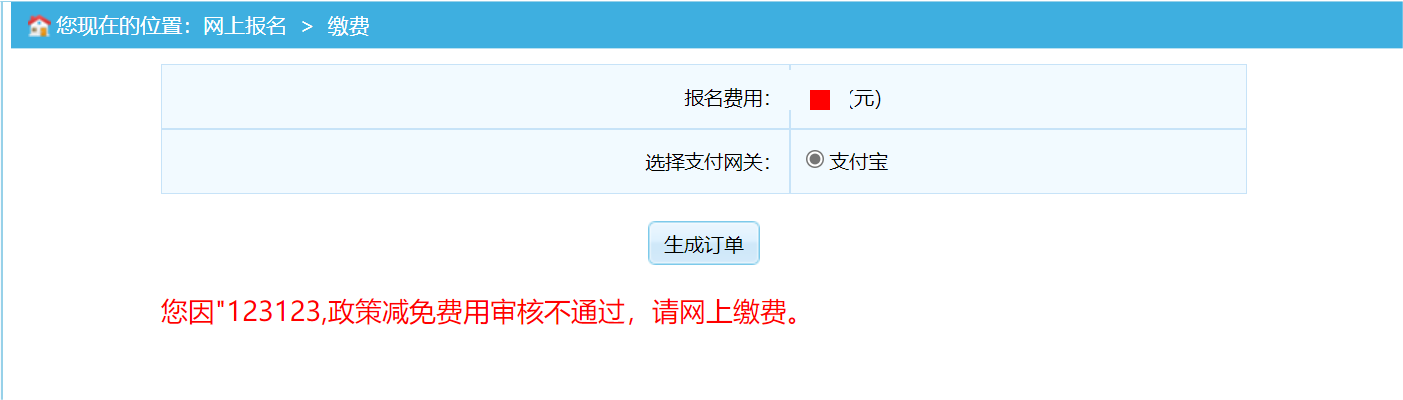 您现在的位置：网上报名 > 缴费
报名费用： (元)
选择支付网关： 支付宝
生成订单
您因"123123,政策减免费用审核不通过，请网上缴费。